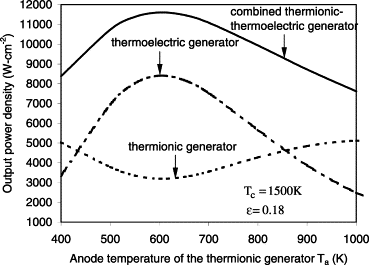 12000
11000
10000
9000
8000
7000
6000
5000
4000
3000
2000
1000
Output power density (W-cm⁻²)
combined thermionic-
thermoelectric generator
thermoelectric generator
thermionic generator
T_c = 1500K
ε=0.18
400 500 600 700 800 900 1000
Anode temperature of the thermionic generator T_a (K)